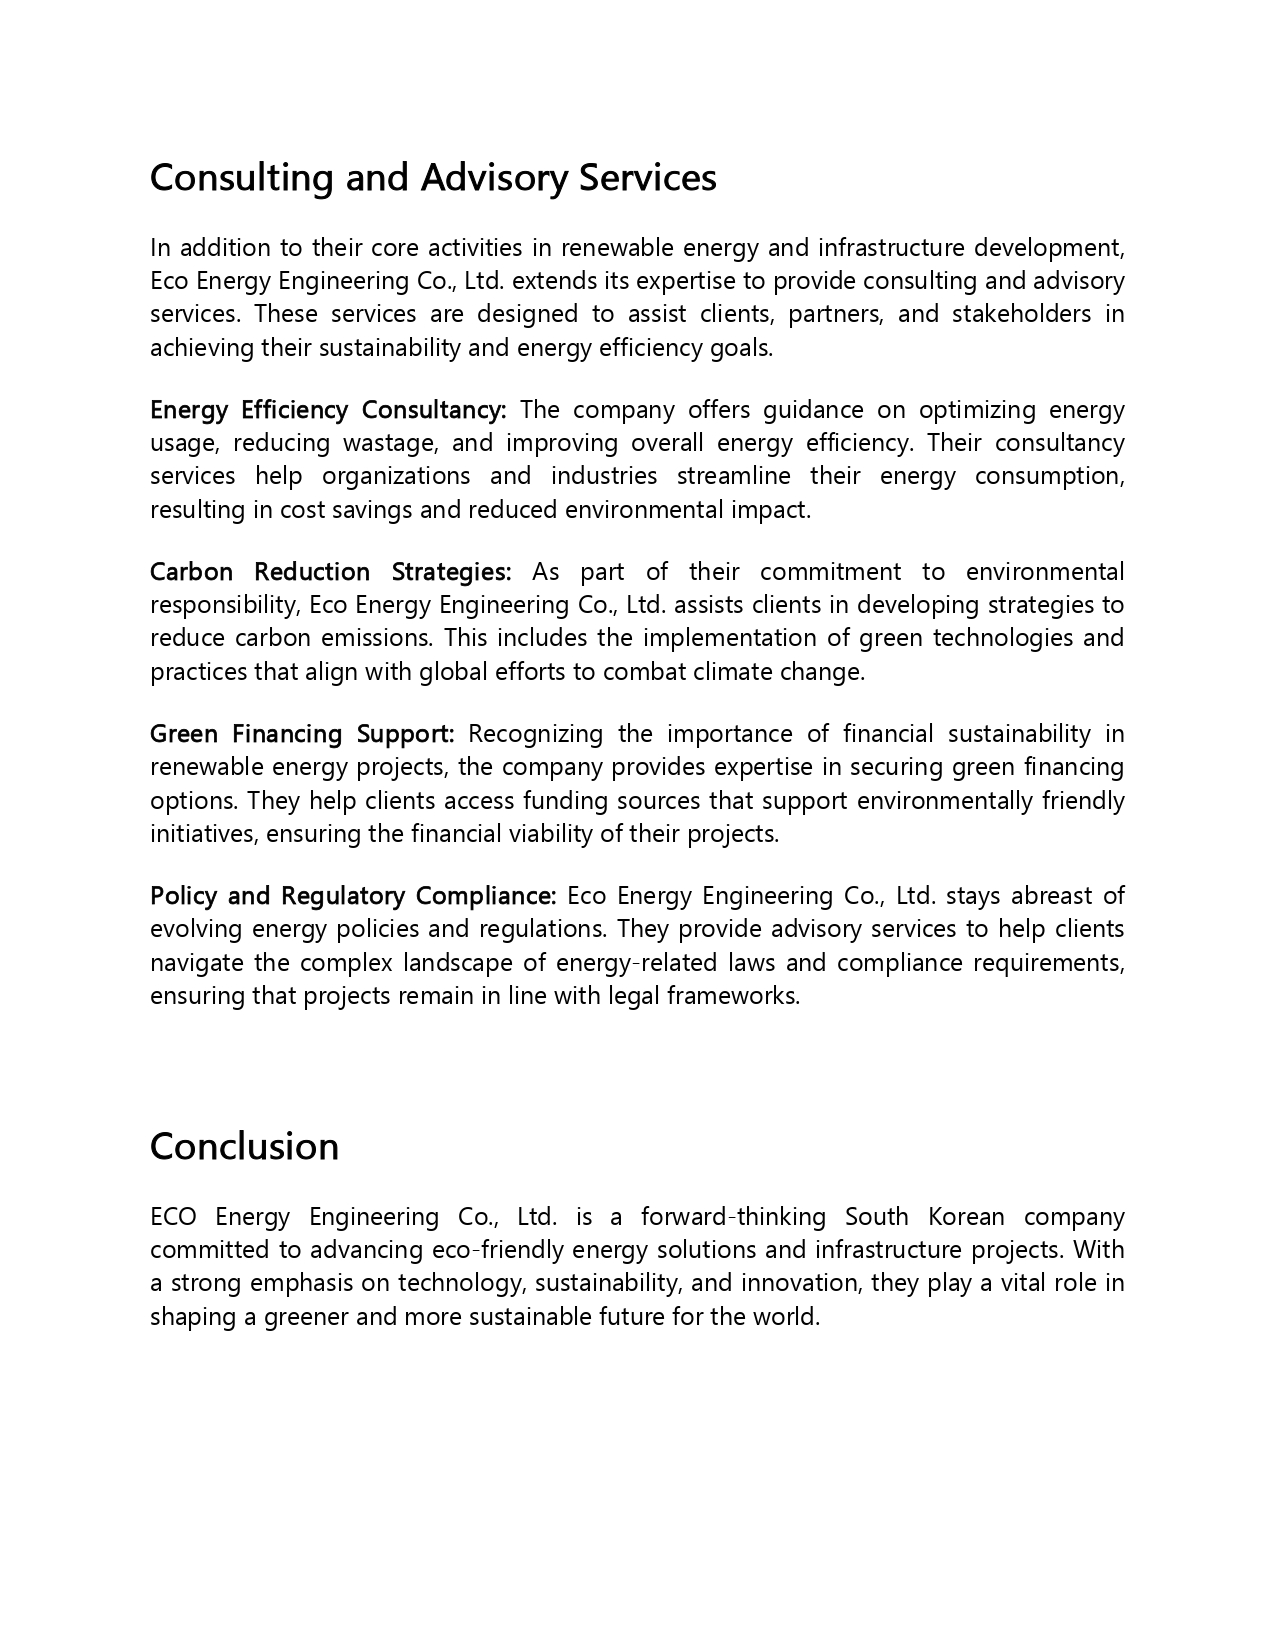 Consulting and Advisory Services
In addition to their core activities in renewable energy and infrastructure development,
Eco Energy Engineering Co., Ltd. extends its expertise to provide consulting and advisory
services. These services are designed to assist clients, partners, and stakeholders in
achieving their sustainability and energy efficiency goals.
Energy Efficiency Consultancy: The company offers guidance on optimizing energy
usage, reducing wastage, and improving overall energy efficiency. Their consultancy
services help organizations and industries streamline their energy consumption,
resulting in cost savings and reduced environmental impact.
Carbon Reduction Strategies: As part of their commitment to environmental
responsibility, Eco Energy Engineering Co., Ltd. assists clients in developing strategies to
reduce carbon emissions. This includes the implementation of green technologies and
practices that align with global efforts to combat climate change.
Green Financing Support: Recognizing the importance of financial sustainability in
renewable energy projects, the company provides expertise in securing green financing
options. They help clients access funding sources that support environmentally friendly
initiatives, ensuring the financial viability of their projects.
Policy and Regulatory Compliance: Eco Energy Engineering Co., Ltd. stays abreast of
evolving energy policies and regulations. They provide advisory services to help clients
navigate the complex landscape of energy-related laws and compliance requirements,
ensuring that projects remain in line with legal frameworks.
Conclusion
ECO Energy Engineering Co., Ltd. is a forward-thinking South Korean company
committed to advancing eco-friendly energy solutions and infrastructure projects. With
a strong emphasis on technology, sustainability, and innovation, they play a vital role in
shaping a greener and more sustainable future for the world.